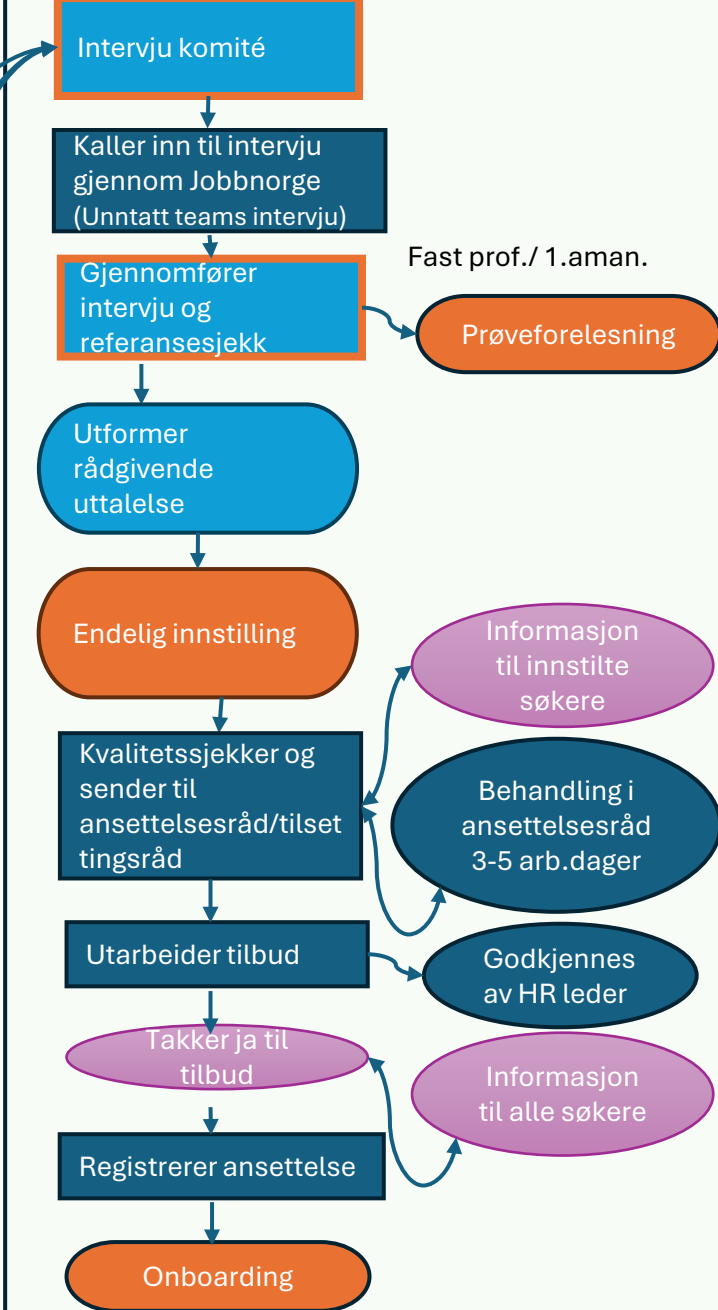 Intervju komité
Kaller inn til intervju
gjennom Jobbnorge
(Unntatt teams intervju)
Gjennomfører
intervju og
referansesjekk
Fast prof./ 1.aman.
Prøveforelesning
Utformer
rådgivende
uttalelse
Endelig innstilling
Informasjon
til innstilte
søkere
Kvalitetssjekker og
sender til
ansettelsesråd/tilset
tingsråd
Behandling i
ansettelsesråd
3-5 arb.dager
Utarbeider tilbud
Godkjennes
av HR leder
Takker ja til
tilbud
Informasjon
til alle søkere
Registrerer ansettelse
Onboarding